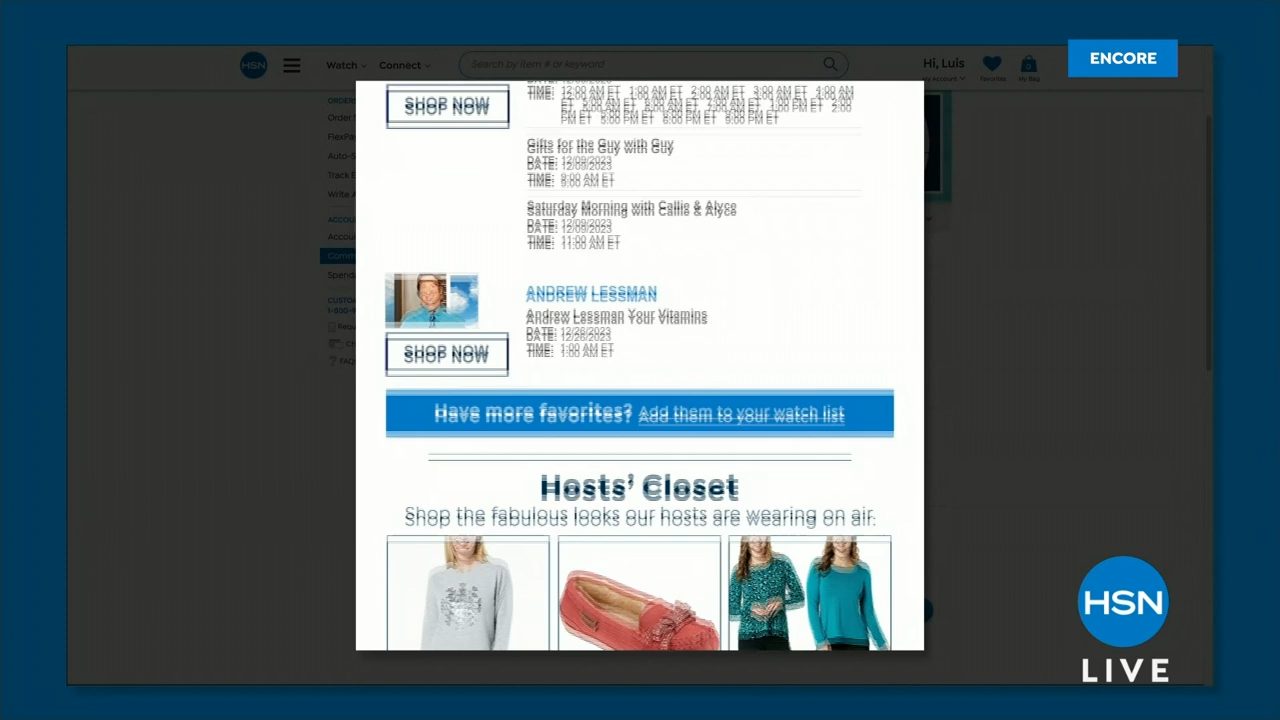 ENCORE
HSN
Watch
Connect
Search by item # or keyword
Hi, Luis
My Account
Favorites
My Bag
0
SHOP NOW
TIME: 12:00 AM ET 1:00 AM ET 2:00 AM ET 3:00 AM ET 4:00 AM
Gifts for the Guy with Guy
DATE: 12/09/2023
TIME: 9:00 AM ET
Saturday Morning with Callie & Alyce
DATE: 12/09/2023
TIME: 11:00 AM ET
ANDREW LESSMAN
Andrew Lessman Your Vitamins
DATE: 12/26/2023
TIME: 1:00 AM ET
SHOP NOW
Have more favorites? Add them to your watch list
Hosts' Closet
Shop the fabulous looks our hosts are wearing on air.
HSN
LIVE